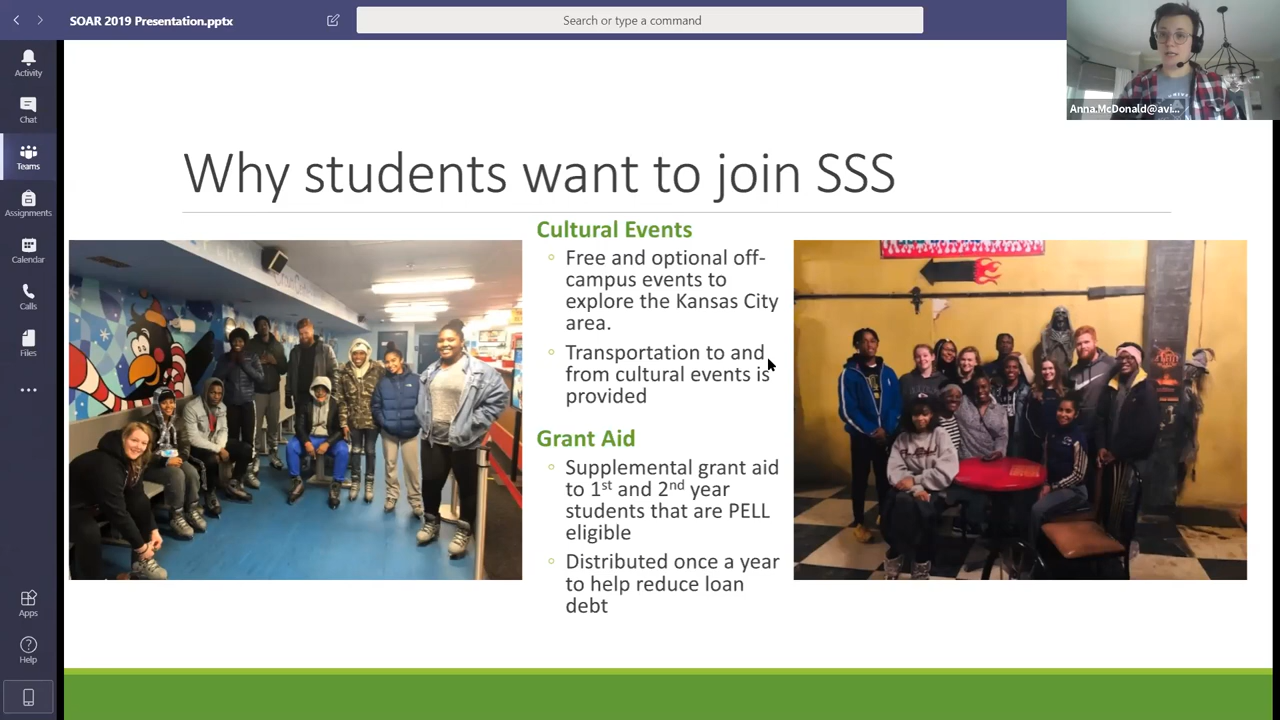 SOAR 2019 Presentation.pptx
Search or type a command
Activity
Chat
Teams
Assignments
Calendar
Calls
Files
Apps
Help
Anna.McDonald@avi...
Why students want to join SSS
Cultural Events
Free and optional off-
campus events to
explore the Kansas City
area.
Transportation to and
from cultural events is
provided
Grant Aid
Supplemental grant aid
to 1st and 2nd year
students that are PELL
eligible
Distributed once a year
to help reduce loan
debt